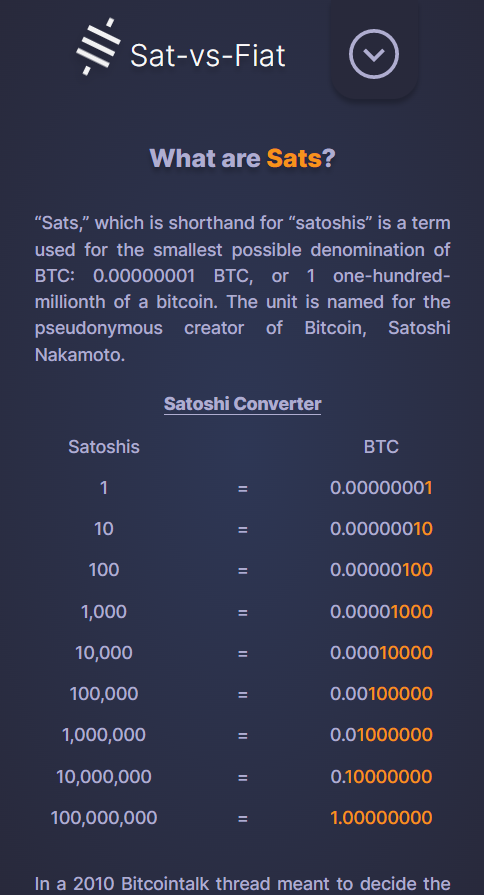 Sat-vs-Fiat
What are Sats?
“Sats,” which is shorthand for “satoshis” is a term
used for the smallest possible denomination of
BTC: 0.00000001 BTC, or 1 one-hundred-
millionth of a bitcoin. The unit is named for the
pseudonymous creator of Bitcoin, Satoshi
Nakamoto.
Satoshi Converter
Satoshis BTC
1 = 0.00000001
10 = 0.00000010
100 = 0.00000100
1,000 = 0.00001000
10,000 = 0.00010000
100,000 = 0.00100000
1,000,000 = 0.01000000
10,000,000 = 0.10000000
100,000,000 = 1.00000000
In a 2010 Bitcointalk thread meant to decide the